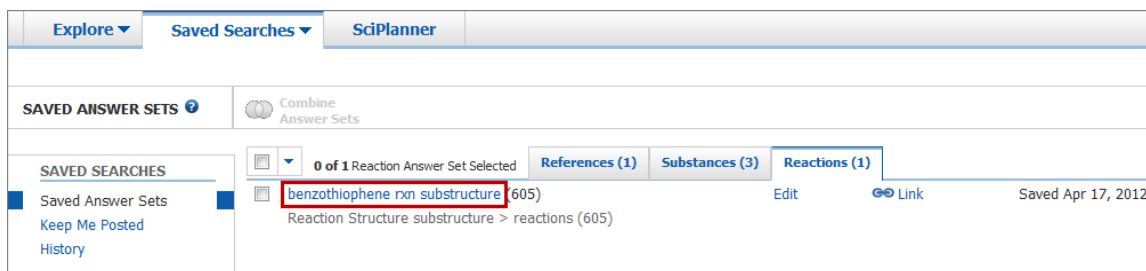 Explore Saved Searches SciPlanner
SAVED ANSWER SETS ? Combine
Answer Sets
SAVED SEARCHES 0 of 1 Reaction Answer Set Selected References (1) Substances (3) Reactions (1)
Saved Answer Sets benzothiophene rxn substructure (605) Edit Link Saved Apr 17, 2012
Keep Me Posted Reaction Structure substructure > reactions (605)
History